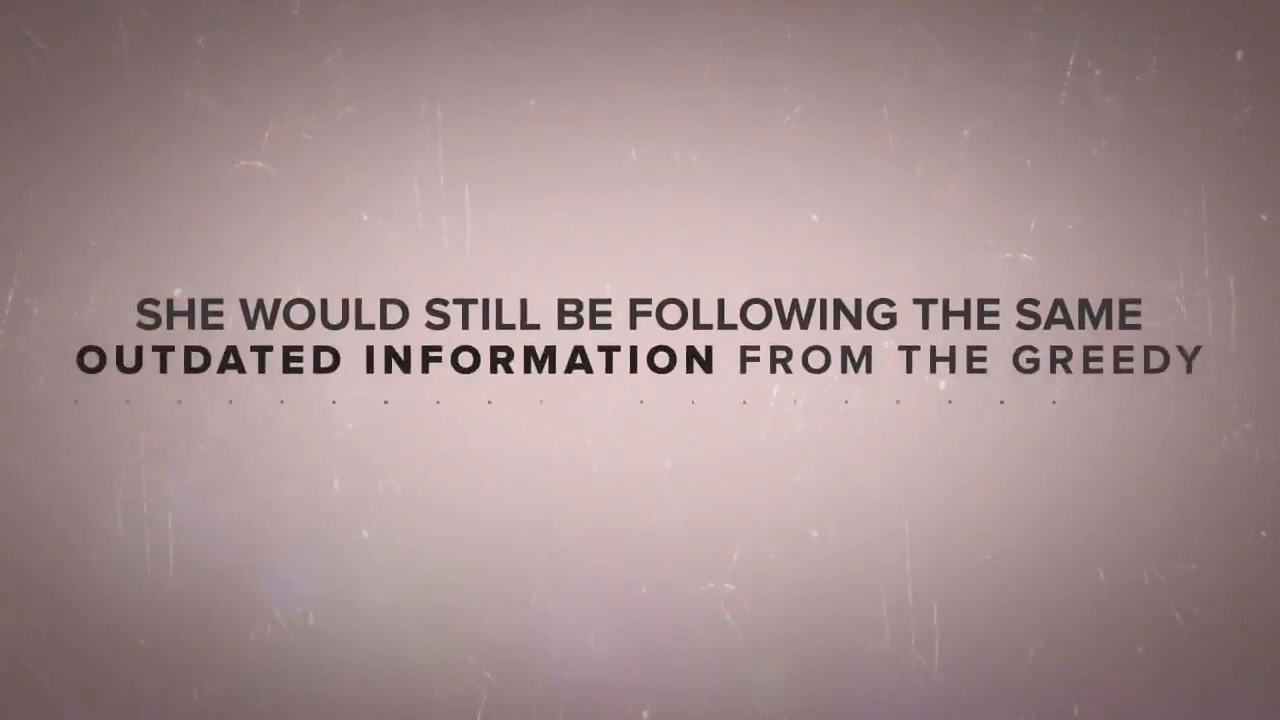 SHE WOULD STILL BE FOLLOWING THE SAME
OUTDATED INFORMATION FROM THE GREEDY